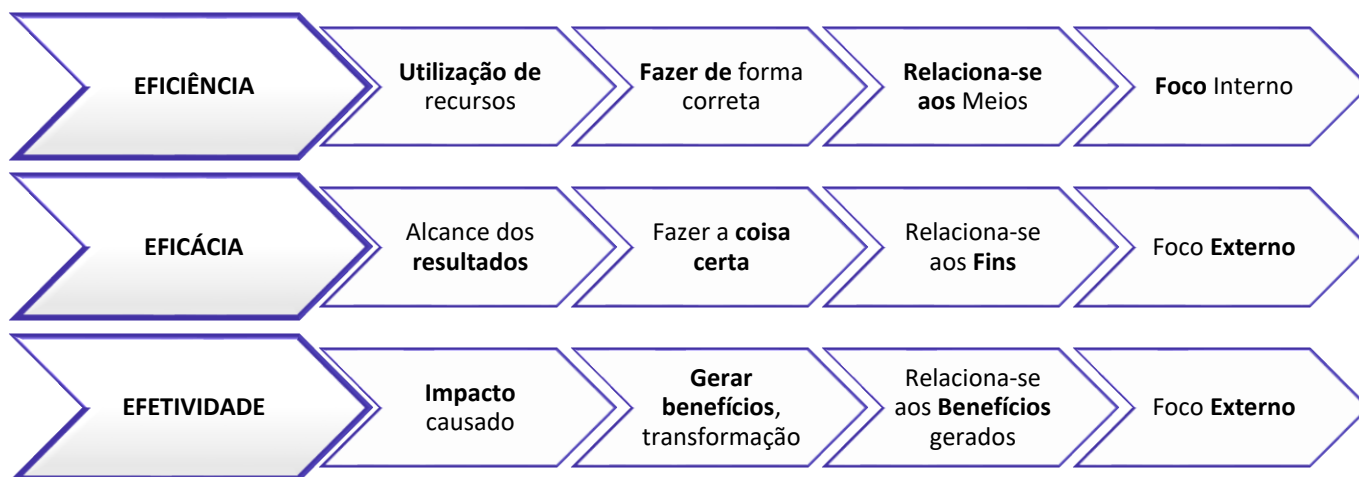 EFICIÊNCIA
Utilização de
recursos
Fazer de forma
correta
Relaciona-se
aos Meios
Foco Interno
EFICÁCIA
Alcance dos
resultados
Fazer a coisa
certa
Relaciona-se
aos Fins
Foco Externo
EFETIVIDADE
Impacto
causado
Gerar
benefícios,
transformação
Relaciona-se
aos Benefícios
gerados
Foco Externo